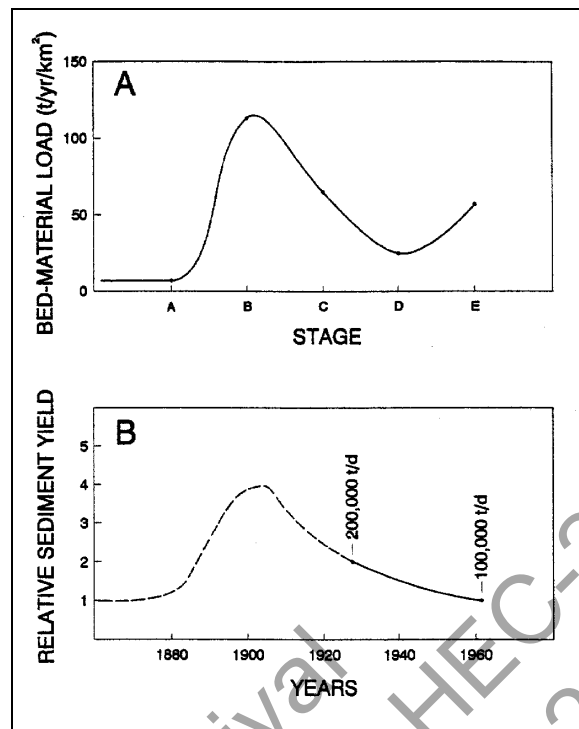 A
BED-MATERIAL LOAD (t/yr/km²)
150
100
50
0
A B C D E
STAGE
B
RELATIVE SEDIMENT YIELD
5
4
3
2
1
200,000 t/d
100,000 t/d
1880 1900 1920 1940 1960
YEARS
HEC-